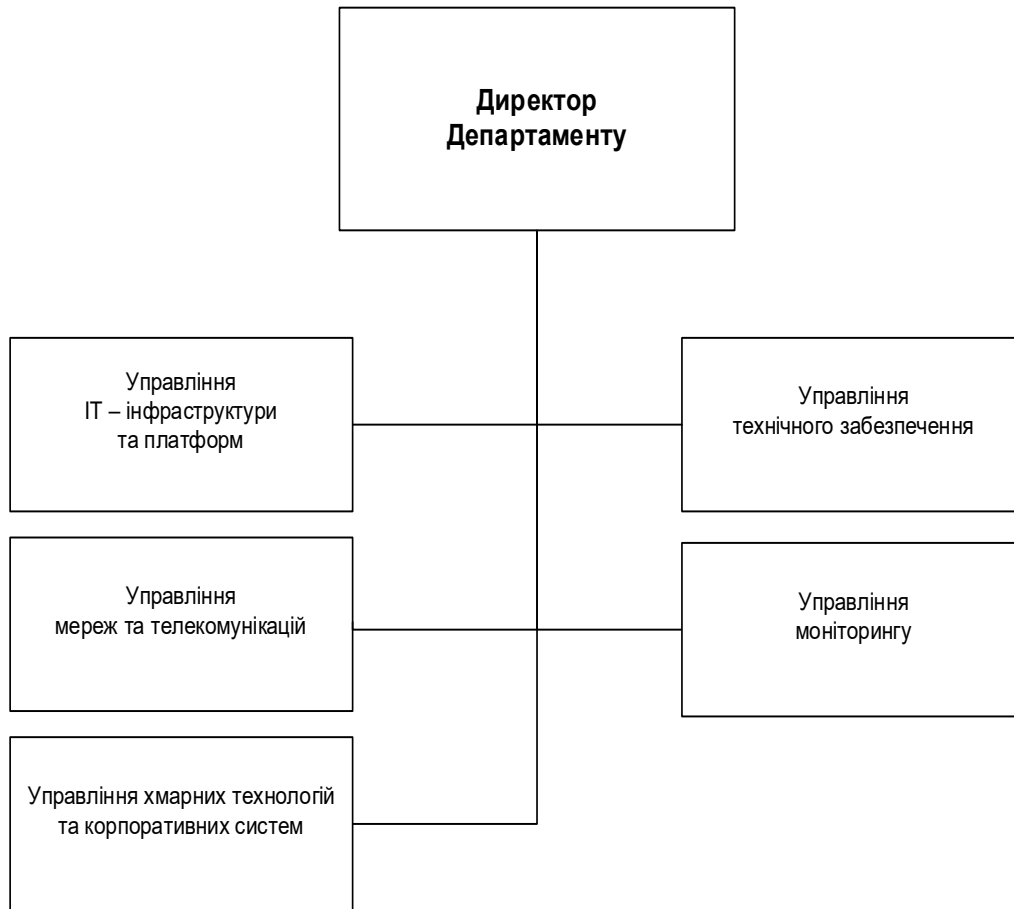 Директор
Департаменту
Управління
ІТ – інфраструктури
та платформ
Управління
технічного забезпечення
Управління
мереж та телекомунікацій
Управління
моніторингу
Управління хмарних технологій
та корпоративних систем